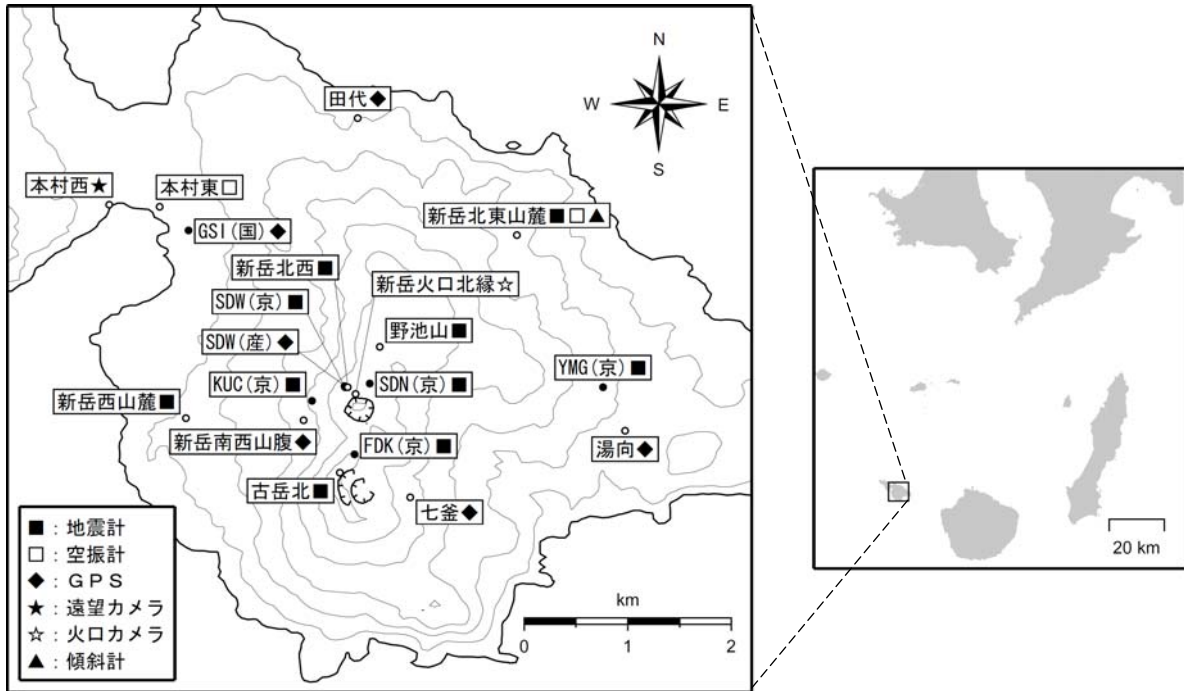 N
W E
S
田代◆
本村西★
本村東□
GSI(国)◆
新岳北東山麓■□▲
新岳北西■
新岳火口北縁☆
SDW(京)■
野池山■
SDW(産)◆
KUC(京)■
SDN(京)■
YMG(京)■
新岳西山麓■
新岳南西山腹◆
FDK(京)■
湯向◆
古岳北■
七釜◆
■：地震計
□：空振計
◆：ＧＰＳ
★：遠望カメラ
☆：火口カメラ
▲：傾斜計
km
0 1 2
20 km